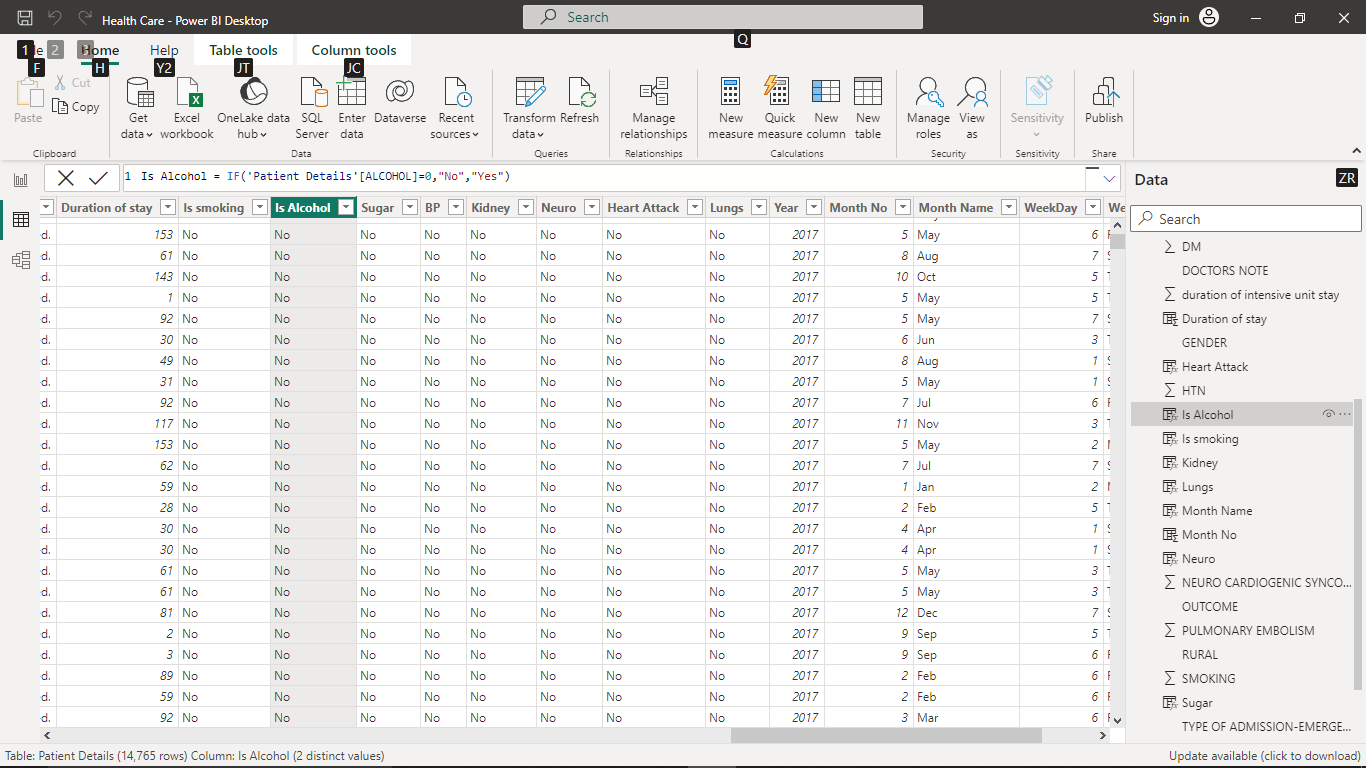 Health Care - Power BI Desktop
Search
Sign in
1 2 3 Home Help Table tools Column tools Q
F H Y2 JT JC
Paste Cut Copy
Get data Excel workbook OneLake data hub SQL Server Enter data Dataverse Recent sources
Transform data Refresh Manage relationships
New measure Quick measure New column New table
Manage roles View as Sensitivity Publish
Clipboard Data Queries Relationships Calculations Security Sensitivity Share
1 Is Alcohol = IF('Patient Details'[ALCOHOL]=0,"No","Yes")
Duration of stay Is smoking Is Alcohol Sugar BP Kidney Neuro Heart Attack Lungs Year Month No Month Name WeekDay We
d. 153 No No No No No No No No 2017 5 May 6
d. 61 No No No No No No No No 2017 8 Aug 7
d. 143 No No No No No No No No 2017 10 Oct 5
d. 1 No No No No No No No No 2017 5 May 5
d. 92 No No No No No No No No 2017 5 May 7
d. 30 No No No No No No No No 2017 6 Jun 3
d. 49 No No No No No No No No 2017 8 Aug 1
d. 31 No No No No No No No No 2017 5 May 1
d. 92 No No No No No No No No 2017 7 Jul 6
d. 117 No No No No No No No No 2017 11 Nov 3
d. 153 No No No No No No No No 2017 5 May 2
d. 62 No No No No No No No No 2017 7 Jul 7
d. 59 No No No No No No No No 2017 1 Jan 2
d. 28 No No No No No No No No 2017 2 Feb 5
d. 30 No No No No No No No No 2017 4 Apr 1
d. 30 No No No No No No No No 2017 4 Apr 1
d. 61 No No No No No No No No 2017 5 May 3
d. 61 No No No No No No No No 2017 5 May 3
d. 81 No No No No No No No No 2017 12 Dec 7
d. 2 No No No No No No No No 2017 9 Sep 5
d. 3 No No No No No No No No 2017 9 Sep 6
d. 89 No No No No No No No No 2017 2 Feb 6
d. 59 No No No No No No No No 2017 2 Feb 6
d. 92 No No No No No No No No 2017 3 Mar 6
Data ZR
Search
DM
DOCTORS NOTE
duration of intensive unit stay
Duration of stay
GENDER
Heart Attack
HTN
Is Alcohol
Is smoking
Kidney
Lungs
Month Name
Month No
Neuro
NEURO CARDIOGENIC SYNCO...
OUTCOME
PULMONARY EMBOLISM
RURAL
SMOKING
Sugar
TYPE OF ADMISSION-EMERGE...
Table: Patient Details (14,765 rows) Column: Is Alcohol (2 distinct values)
Update available (click to download)